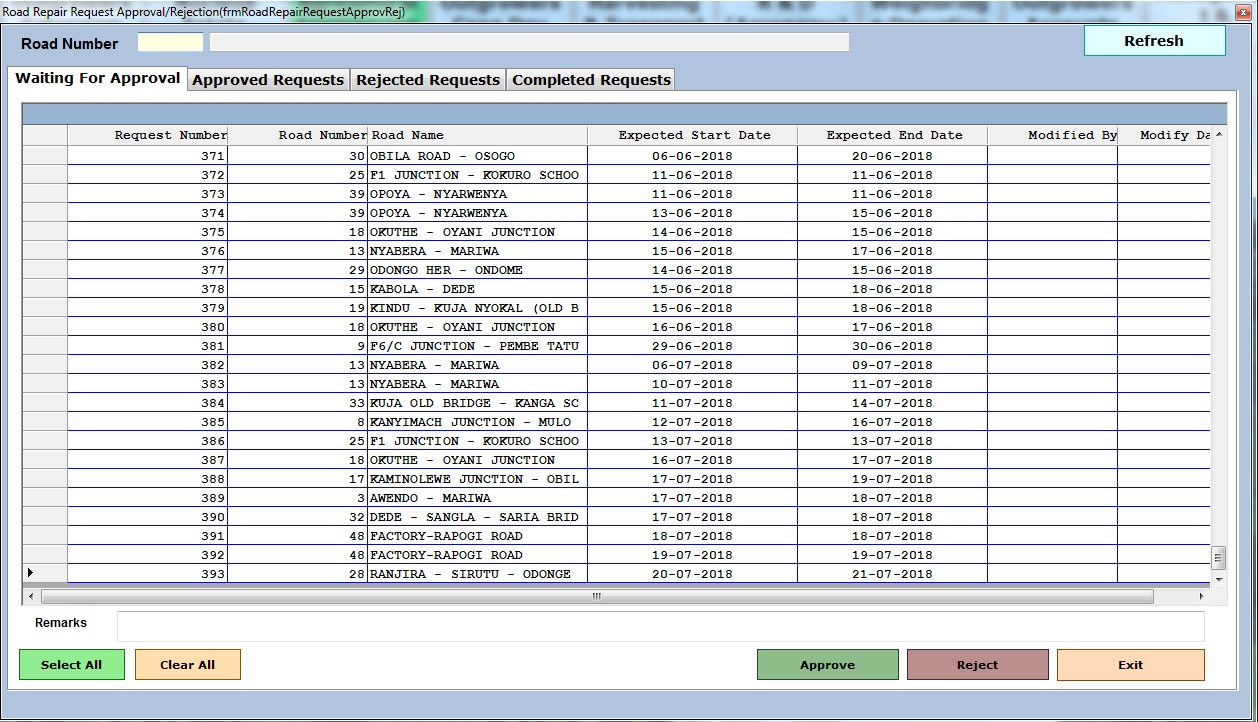 Road Repair Request Approval/Rejection(frmRoadRepairRequestApprovRej)
Road Number
Refresh
Waiting For Approval Approved Requests Rejected Requests Completed Requests
Request Number Road Number Road Name Expected Start Date Expected End Date Modified By Modify Da
371 30 OBILA ROAD - OSOGO 06-06-2018 20-06-2018
372 25 F1 JUNCTION - KOKURO SCHOO 11-06-2018 11-06-2018
373 39 OPOYA - NYARWENYA 11-06-2018 11-06-2018
374 39 OPOYA - NYARWENYA 13-06-2018 15-06-2018
375 18 OKUTHE - OYANI JUNCTION 14-06-2018 15-06-2018
376 13 NYABERA - MARIWA 15-06-2018 17-06-2018
377 29 ODONGO HER - ONDOME 14-06-2018 15-06-2018
378 15 KABOLA - DEDE 15-06-2018 18-06-2018
379 19 KINDU - KUJA NYOKAL (OLD B 15-06-2018 18-06-2018
380 18 OKUTHE - OYANI JUNCTION 16-06-2018 17-06-2018
381 9 F6/C JUNCTION - PEMBE TATU 29-06-2018 30-06-2018
382 13 NYABERA - MARIWA 06-07-2018 09-07-2018
383 13 NYABERA - MARIWA 10-07-2018 11-07-2018
384 33 KUJA OLD BRIDGE - KANGA SC 11-07-2018 14-07-2018
385 8 KANYIMACH JUNCTION - MULO 12-07-2018 16-07-2018
386 25 F1 JUNCTION - KOKURO SCHOO 13-07-2018 13-07-2018
387 18 OKUTHE - OYANI JUNCTION 16-07-2018 17-07-2018
388 17 KAMINOLEWE JUNCTION - OBIL 17-07-2018 19-07-2018
389 3 AWENDO - MARIWA 17-07-2018 18-07-2018
390 32 DEDE - SANGLA - SARIA BRID 17-07-2018 18-07-2018
391 48 FACTORY-RAPOGI ROAD 18-07-2018 18-07-2018
392 48 FACTORY-RAPOGI ROAD 19-07-2018 19-07-2018
393 28 RANJIRA - SIRUTU - ODONGE 20-07-2018 21-07-2018
Remarks
Select All Clear All Approve Reject Exit